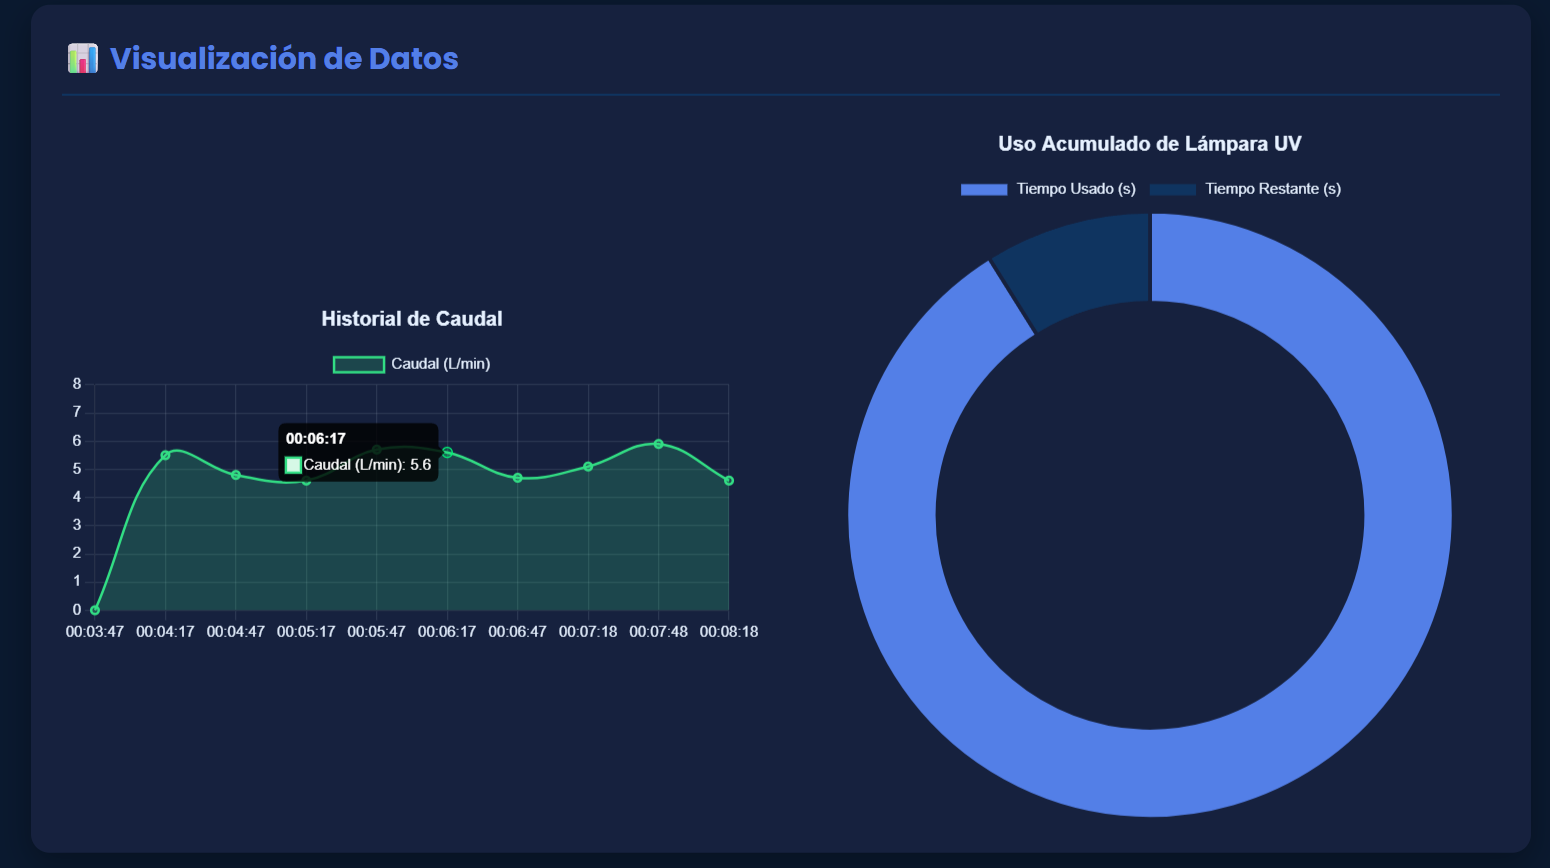 Visualización de Datos
Historial de Caudal
Caudal (L/min)
8
7
6
5
4
3
2
1
0
00:06:17
Caudal (L/min): 5.6
00:03:47 00:04:17 00:04:47 00:05:17 00:05:47 00:06:17 00:06:47 00:07:18 00:07:48 00:08:18
Uso Acumulado de Lámpara UV
Tiempo Usado (s) Tiempo Restante (s)